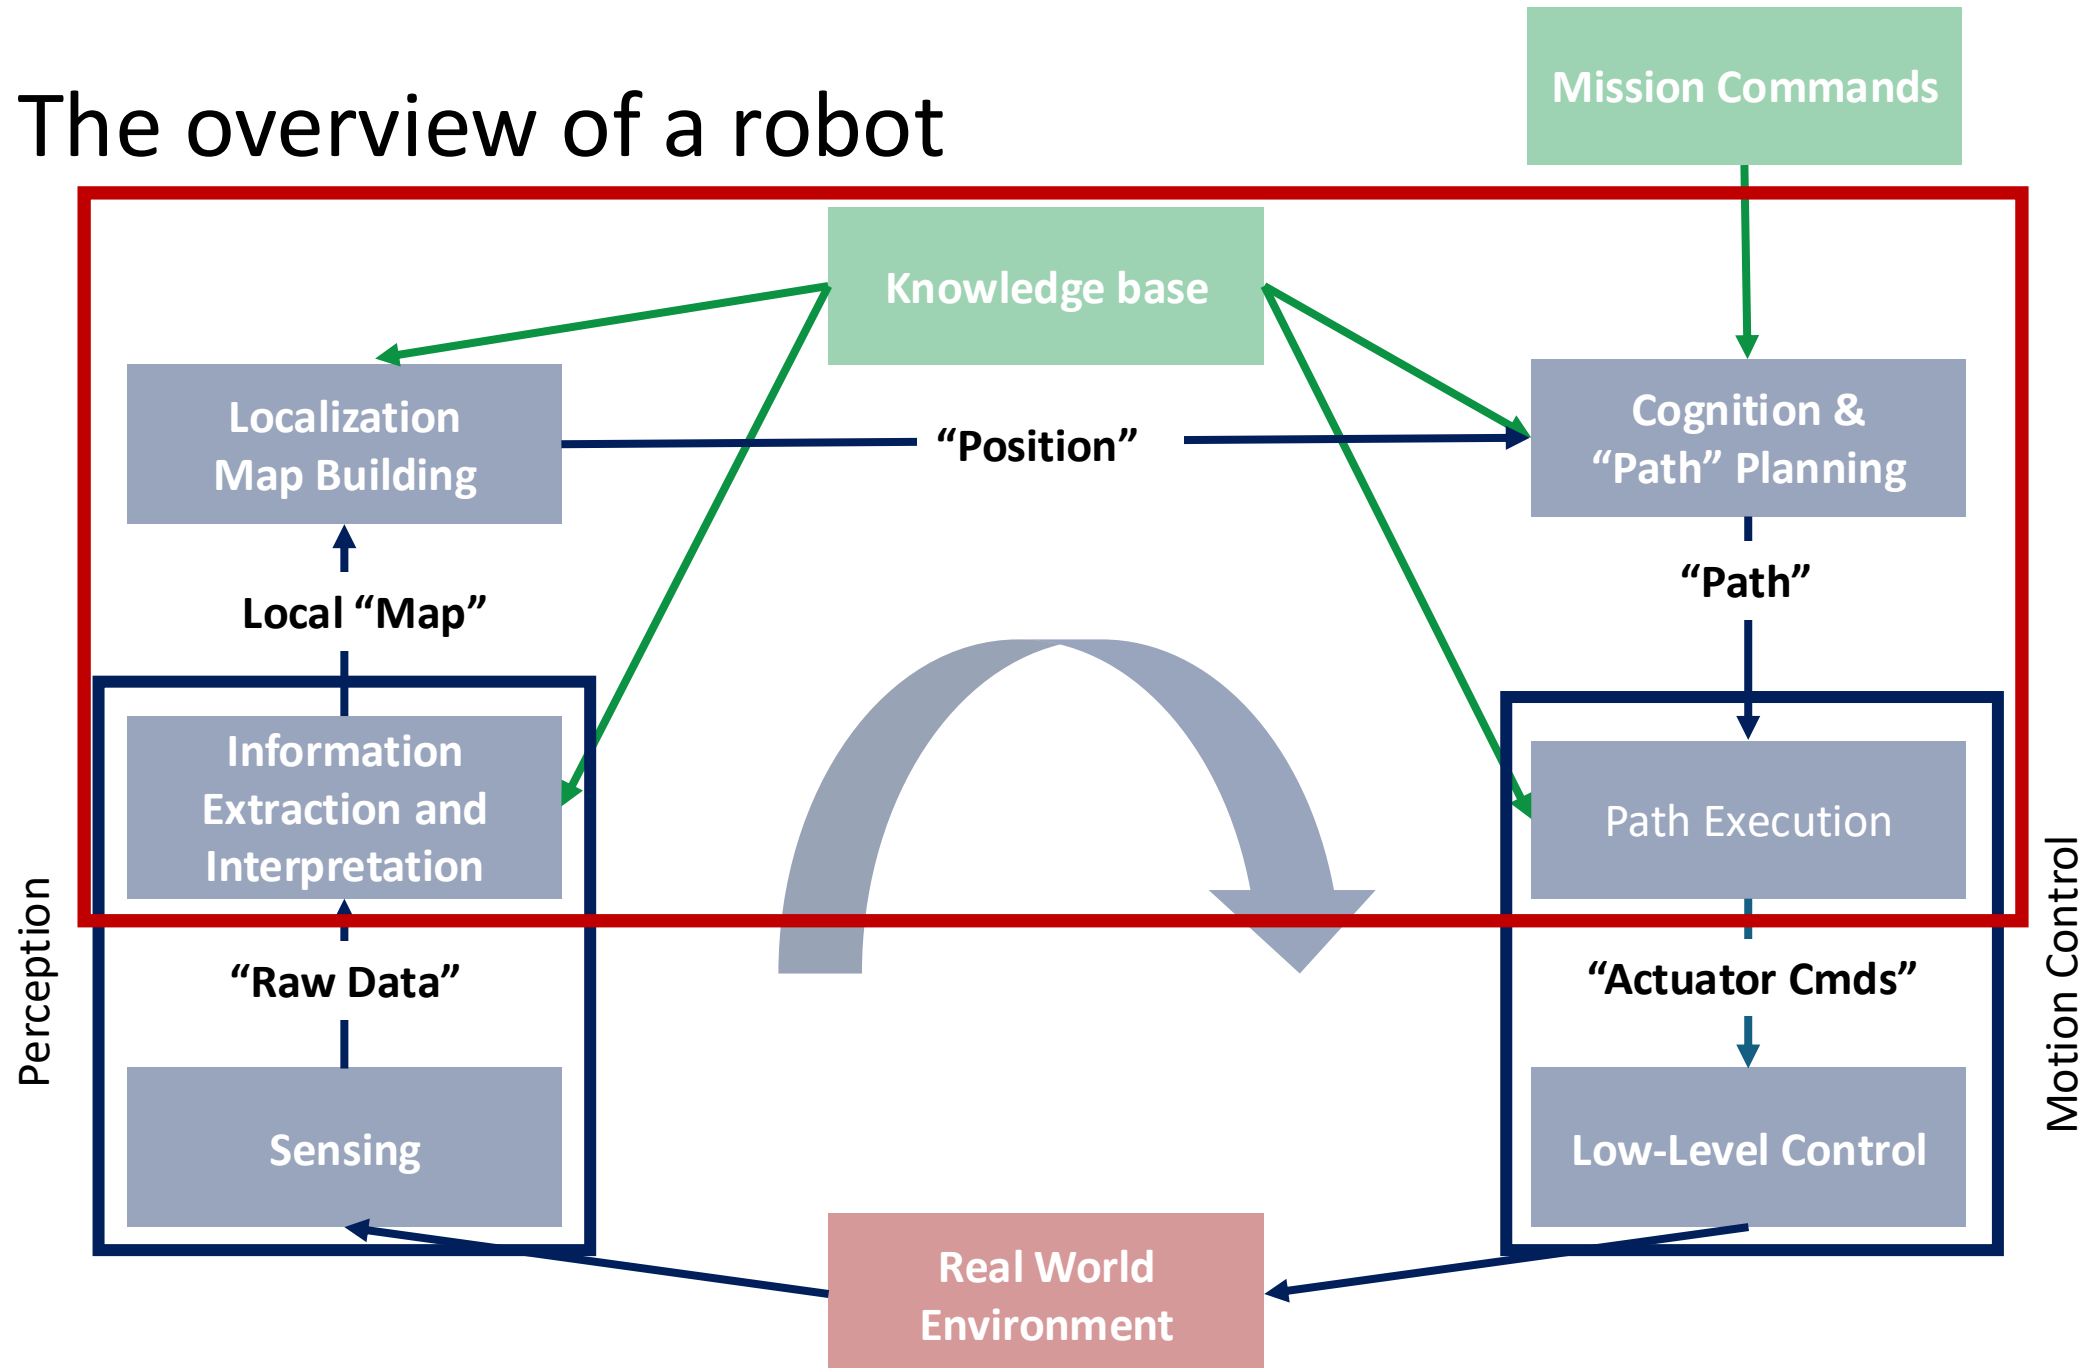 The overview of a robot
Mission Commands
Knowledge base
Localization
Map Building
“Position”
Cognition &
“Path” Planning
Local “Map”
“Path”
Information
Extraction and
Interpretation
Path Execution
Perception
“Raw Data”
“Actuator Cmds”
Motion Control
Sensing
Low-Level Control
Real World
Environment